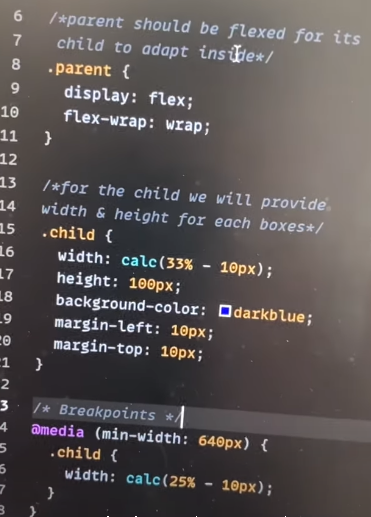 6 /*parent should be flexed for its
7 child to adapt inside*/
8 .parent {
9 display: flex;
10 flex-wrap: wrap;
11 }
12
13 /*for the child we will provide
14 width & height for each boxes*/
15 .child {
16 width: calc(33% - 10px);
17 height: 100px;
18 background-color: darkblue;
19 margin-left: 10px;
20 margin-top: 10px;
21 }
2
3 /* Breakpoints */
4 @media (min-width: 640px) {
5 .child {
6 width: calc(25% - 10px);
7 }
8 }